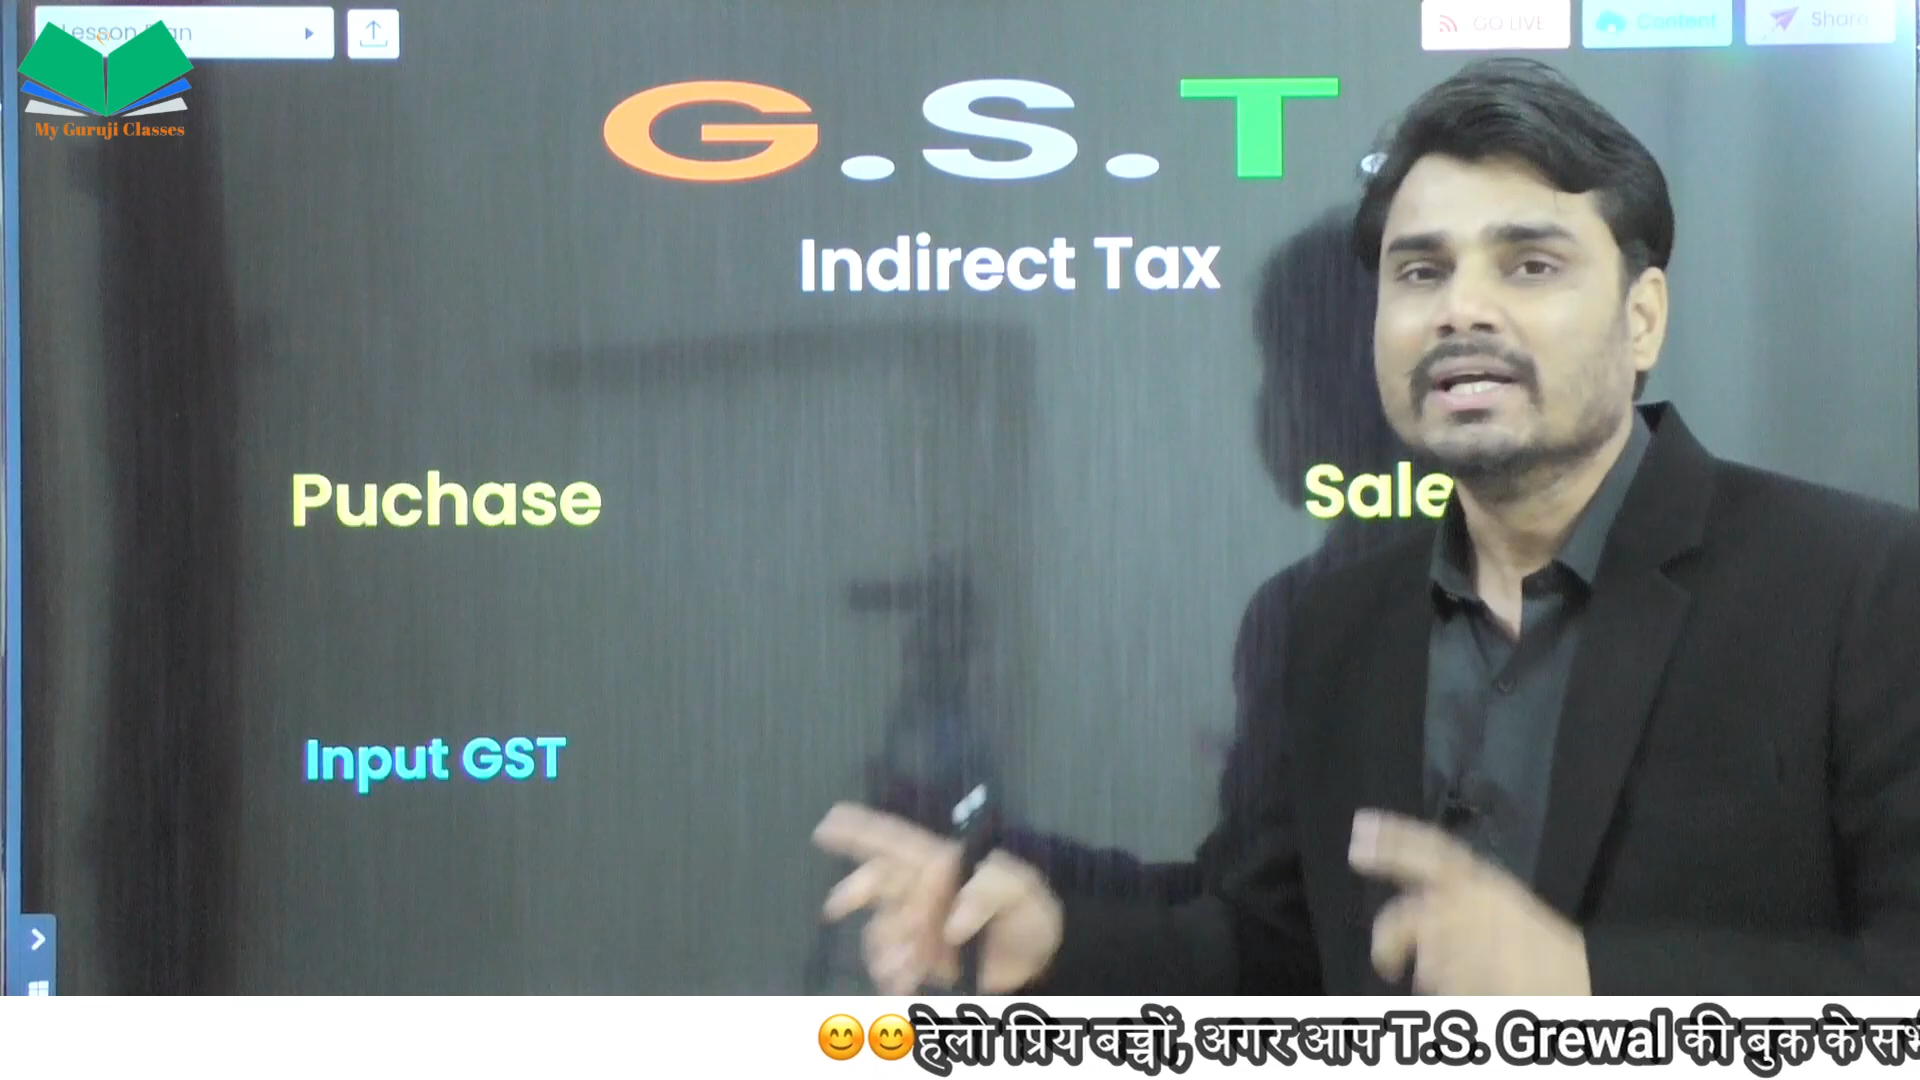 Lesson Plan
GO LIVE
Content
Share
My Guruji Classes
G.S.T.
Indirect Tax
Puchase
Sale
Input GST
😊😊हेलो प्रिय बच्चों, अगर आप T.S. Grewal की बुक के सभी